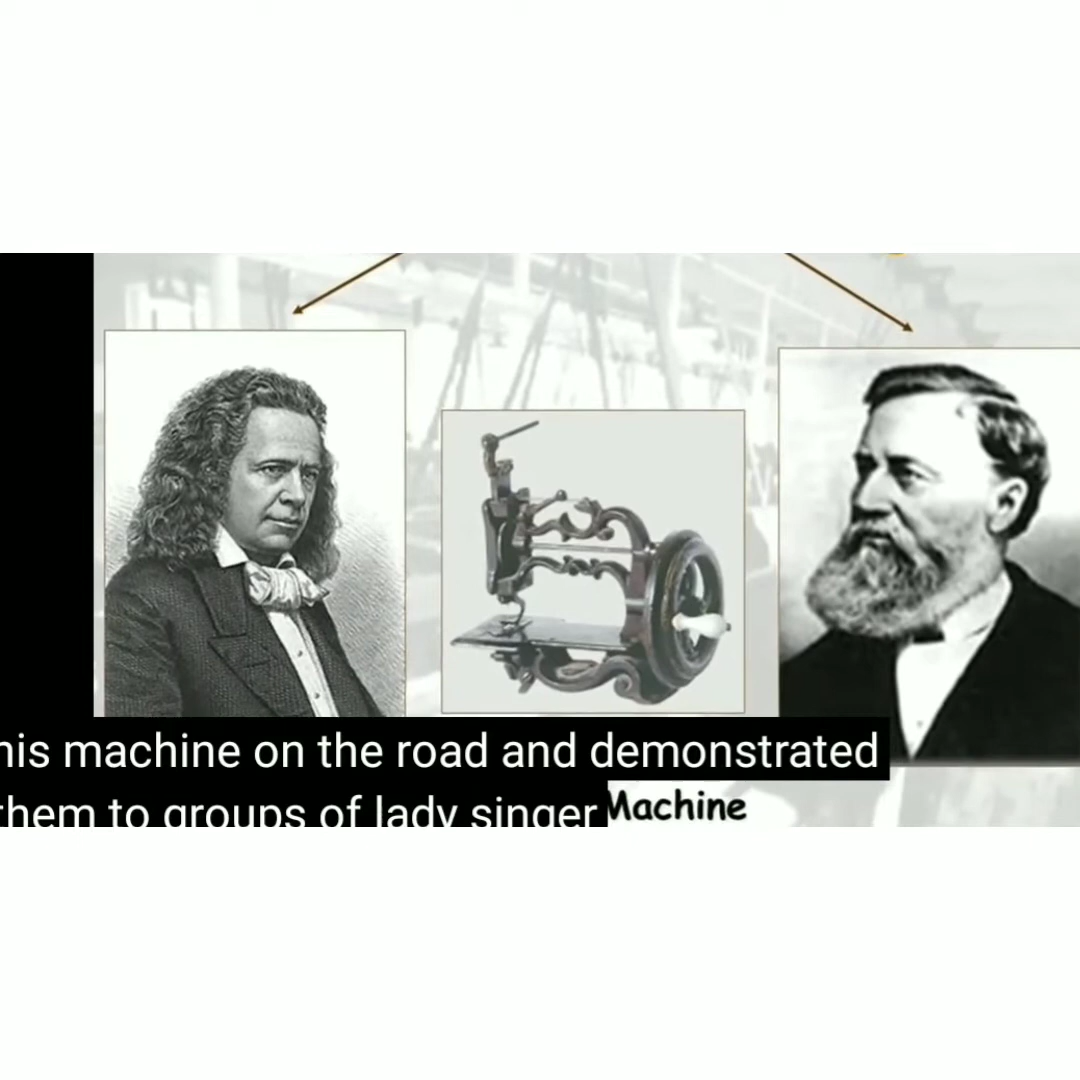 his machine on the road and demonstrated
them to groups of lady singer
Machine